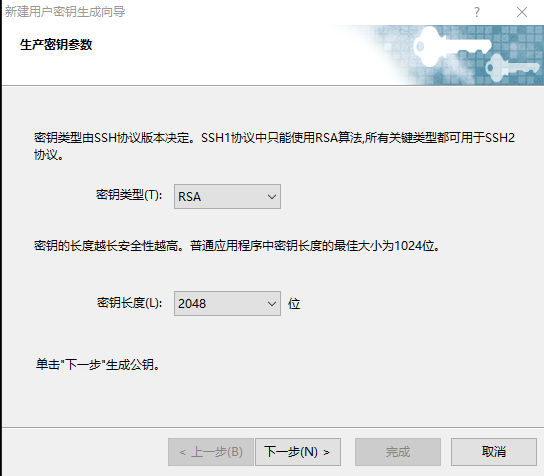 新建用户密钥生成向导
生产密钥参数
密钥类型由SSH协议版本决定。SSH1协议中只能使用RSA算法,所有关键类型都可用于SSH2
协议。
密钥类型(T): RSA
密钥的长度越长安全性越高。普通应用程序中密钥长度的最佳大小为1024位。
密钥长度(L): 2048 位
单击"下一步"生成公钥。
< 上一步(B) 下一步(N) > 完成 取消